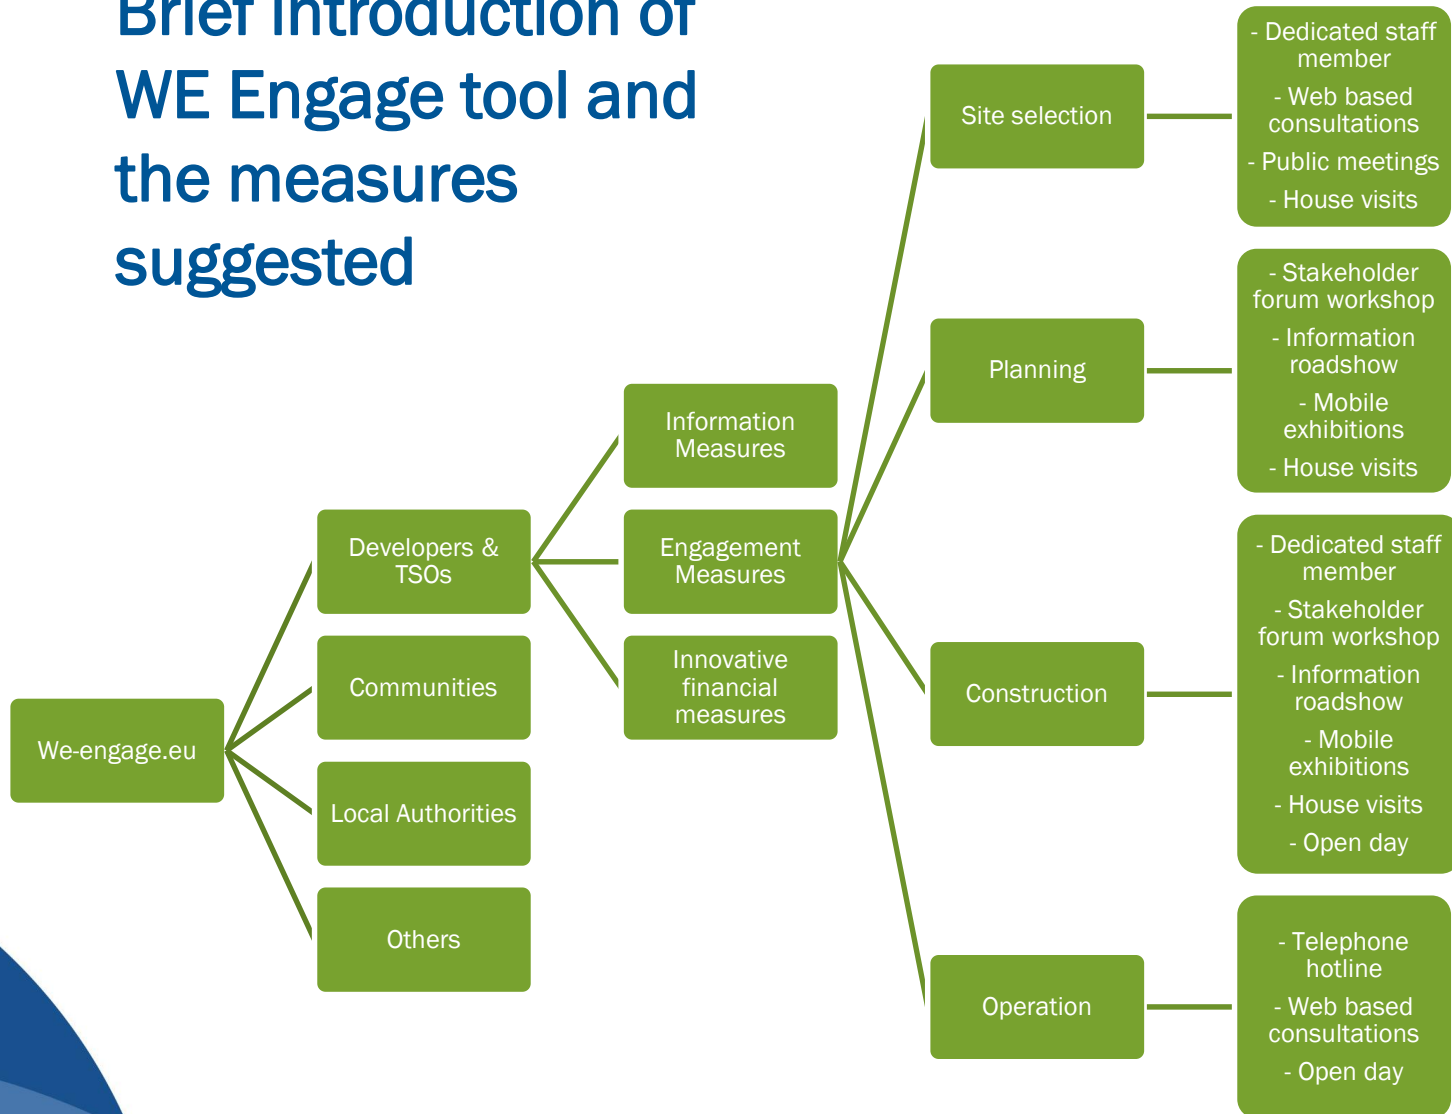 Brief Introduction of
WE Engage tool and
the measures
suggested
We-engage.eu
Developers &
TSOs
Communities
Local Authorities
Others
Information
Measures
Engagement
Measures
Innovative
financial
measures
Site selection
- Dedicated staff
member
- Web based
consultations
- Public meetings
- House visits
Planning
- Stakeholder
forum workshop
- Information
roadshow
- Mobile
exhibitions
- House visits
Construction
- Dedicated staff
member
- Stakeholder
forum workshop
- Information
roadshow
- Mobile
exhibitions
- House visits
- Open day
Operation
- Telephone
hotline
- Web based
consultations
- Open day